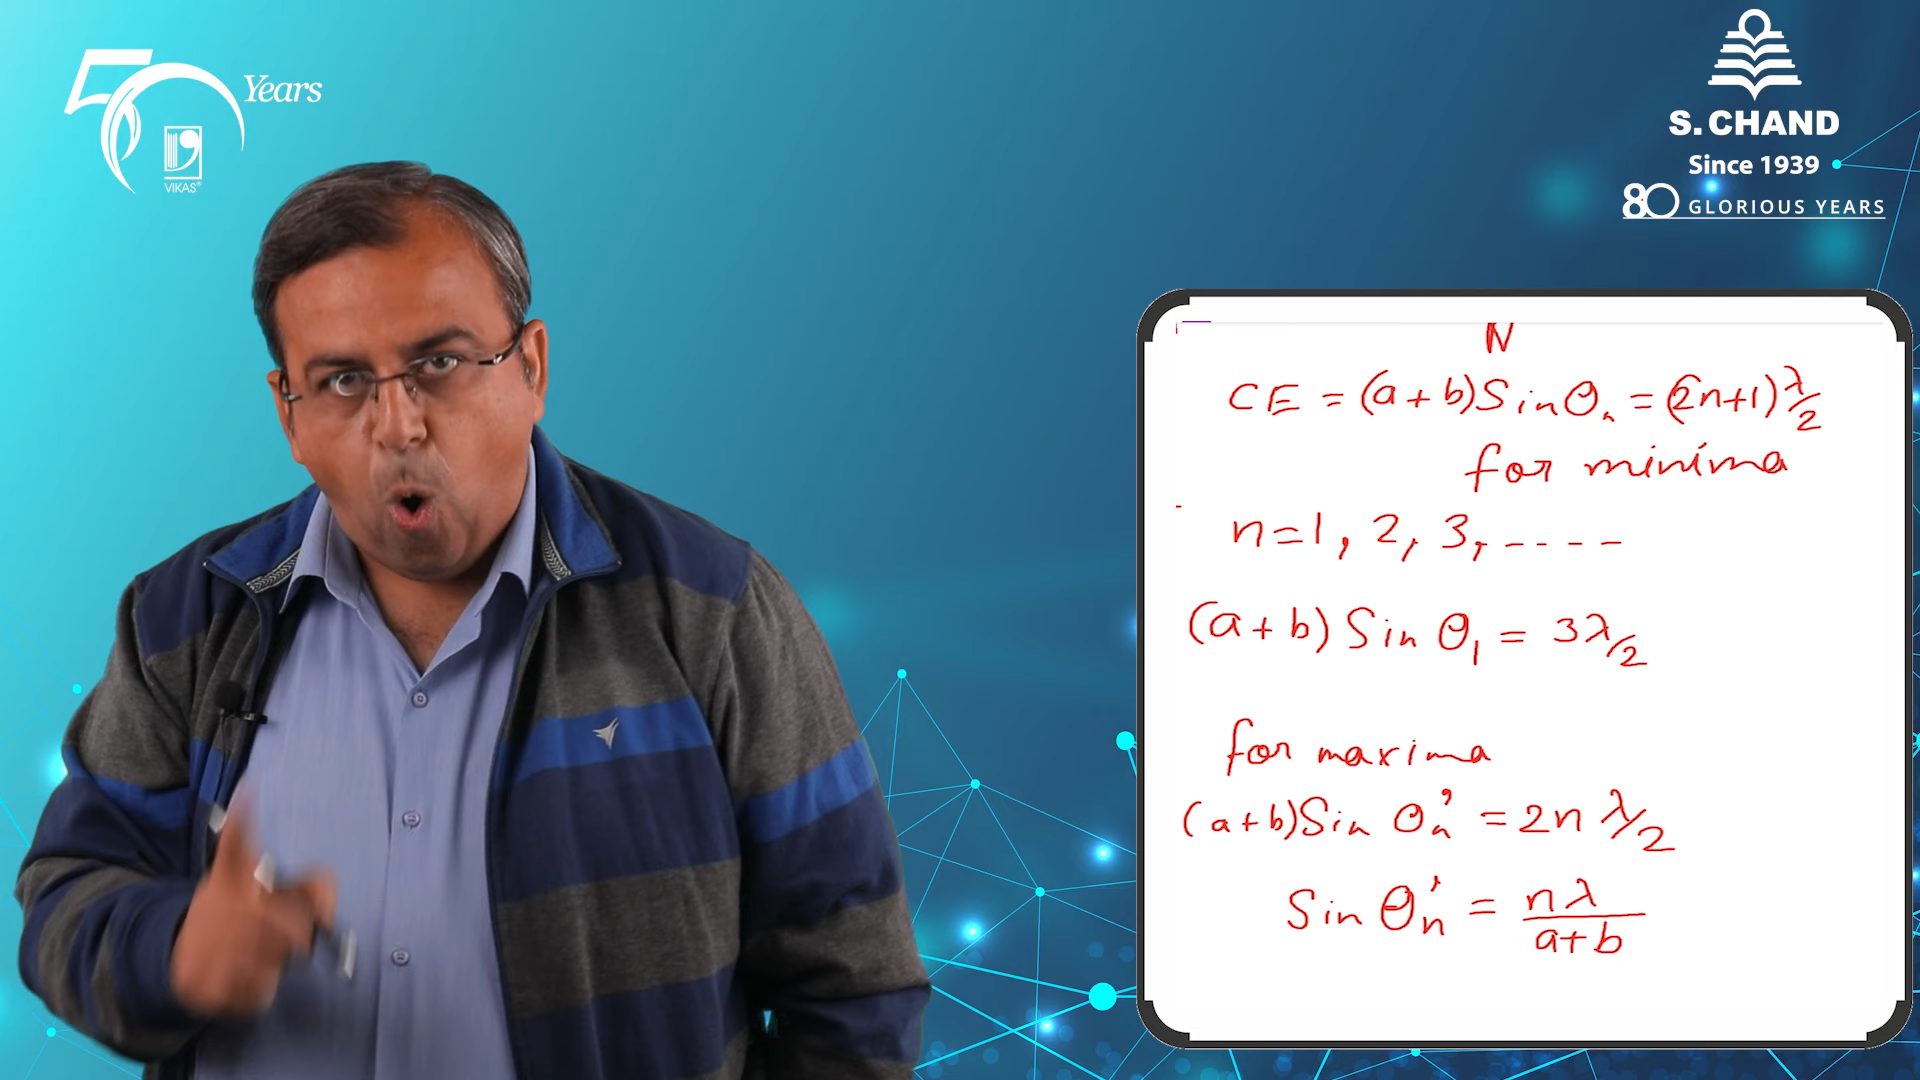 50 Years
VIKAS®
S. CHAND
Since 1939
80 GLORIOUS YEARS
N
CE = (a+b) Sin θₙ = (2n+1) λ/2
for minima
n=1, 2, 3, ----
(a+b) Sin θ₁ = 3λ/2
for maxima
(a+b) Sin θₙ' = 2n λ/2
Sin θₙ' = nλ/a+b